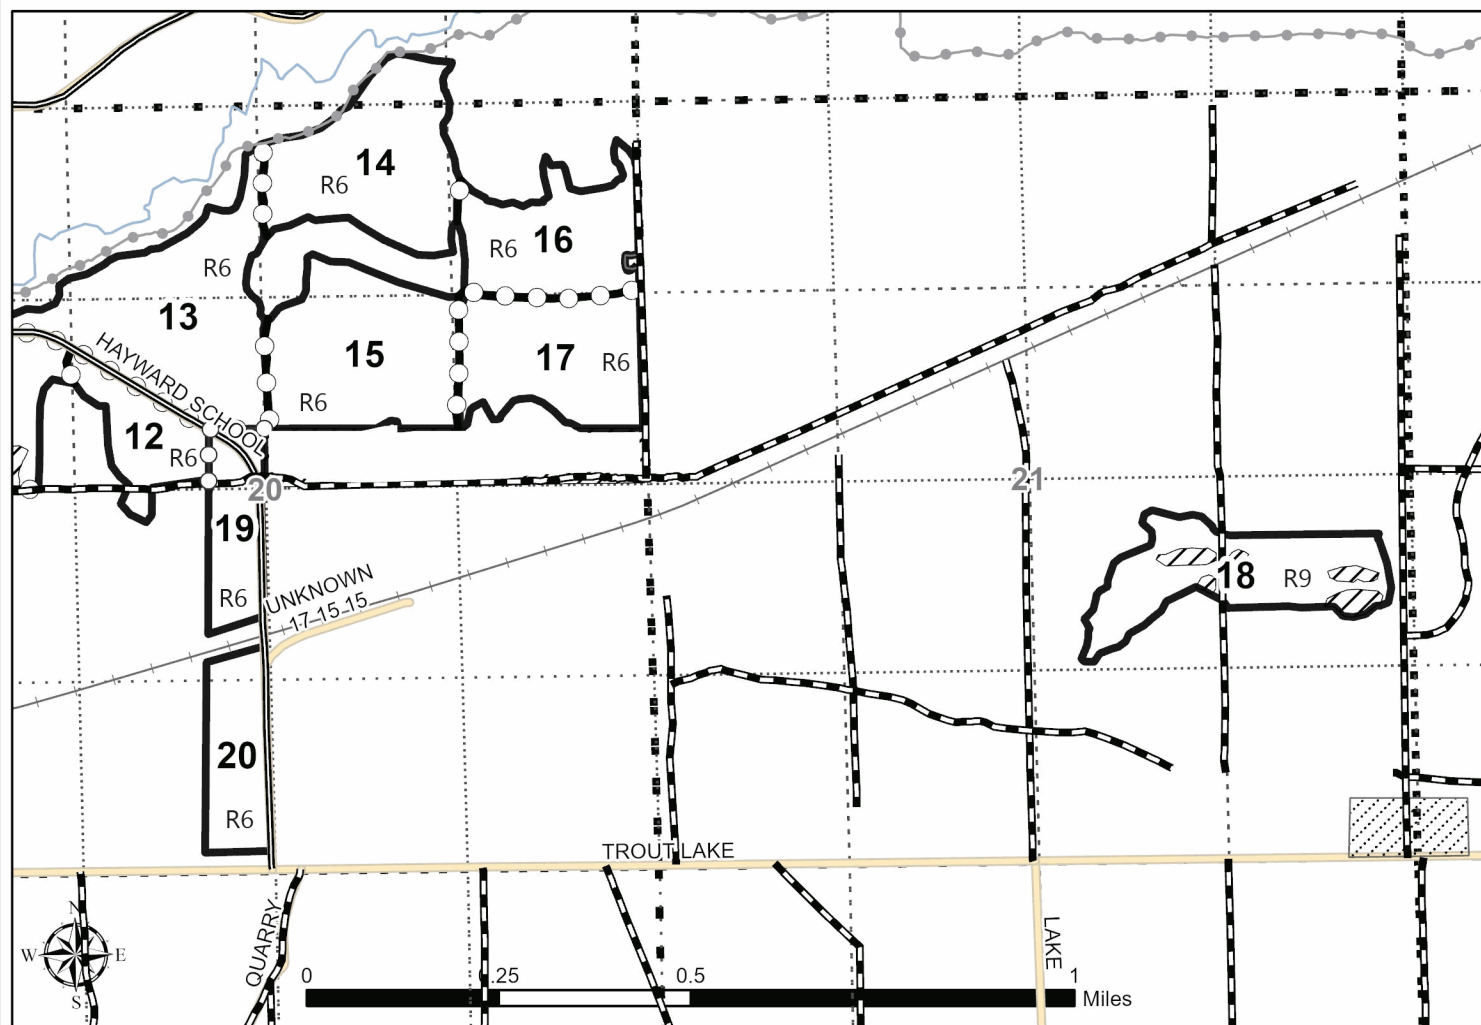 14
R6
16
R6
R6
13
HAYWARD SCHOOL
15
17
R6
R6
12
R6
20
21
19
18
R9
UNKNOWN
17-15-15
R6
20
R6
TROUT LAKE
N
W
E
S
QUARRY
LAKE
0
.25
0.5
1
Miles